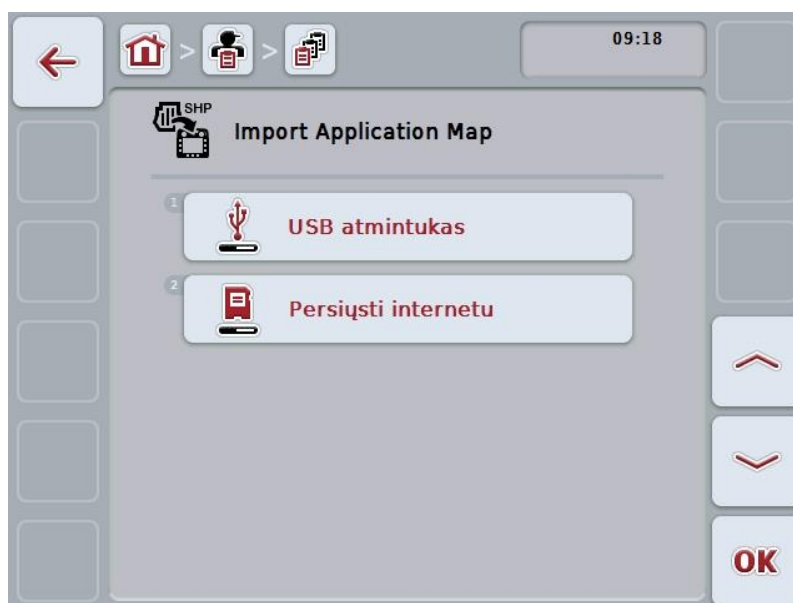 09:18
SHP
Import Application Map
1
USB atmintukas
2
Persiųsti internetu
OK